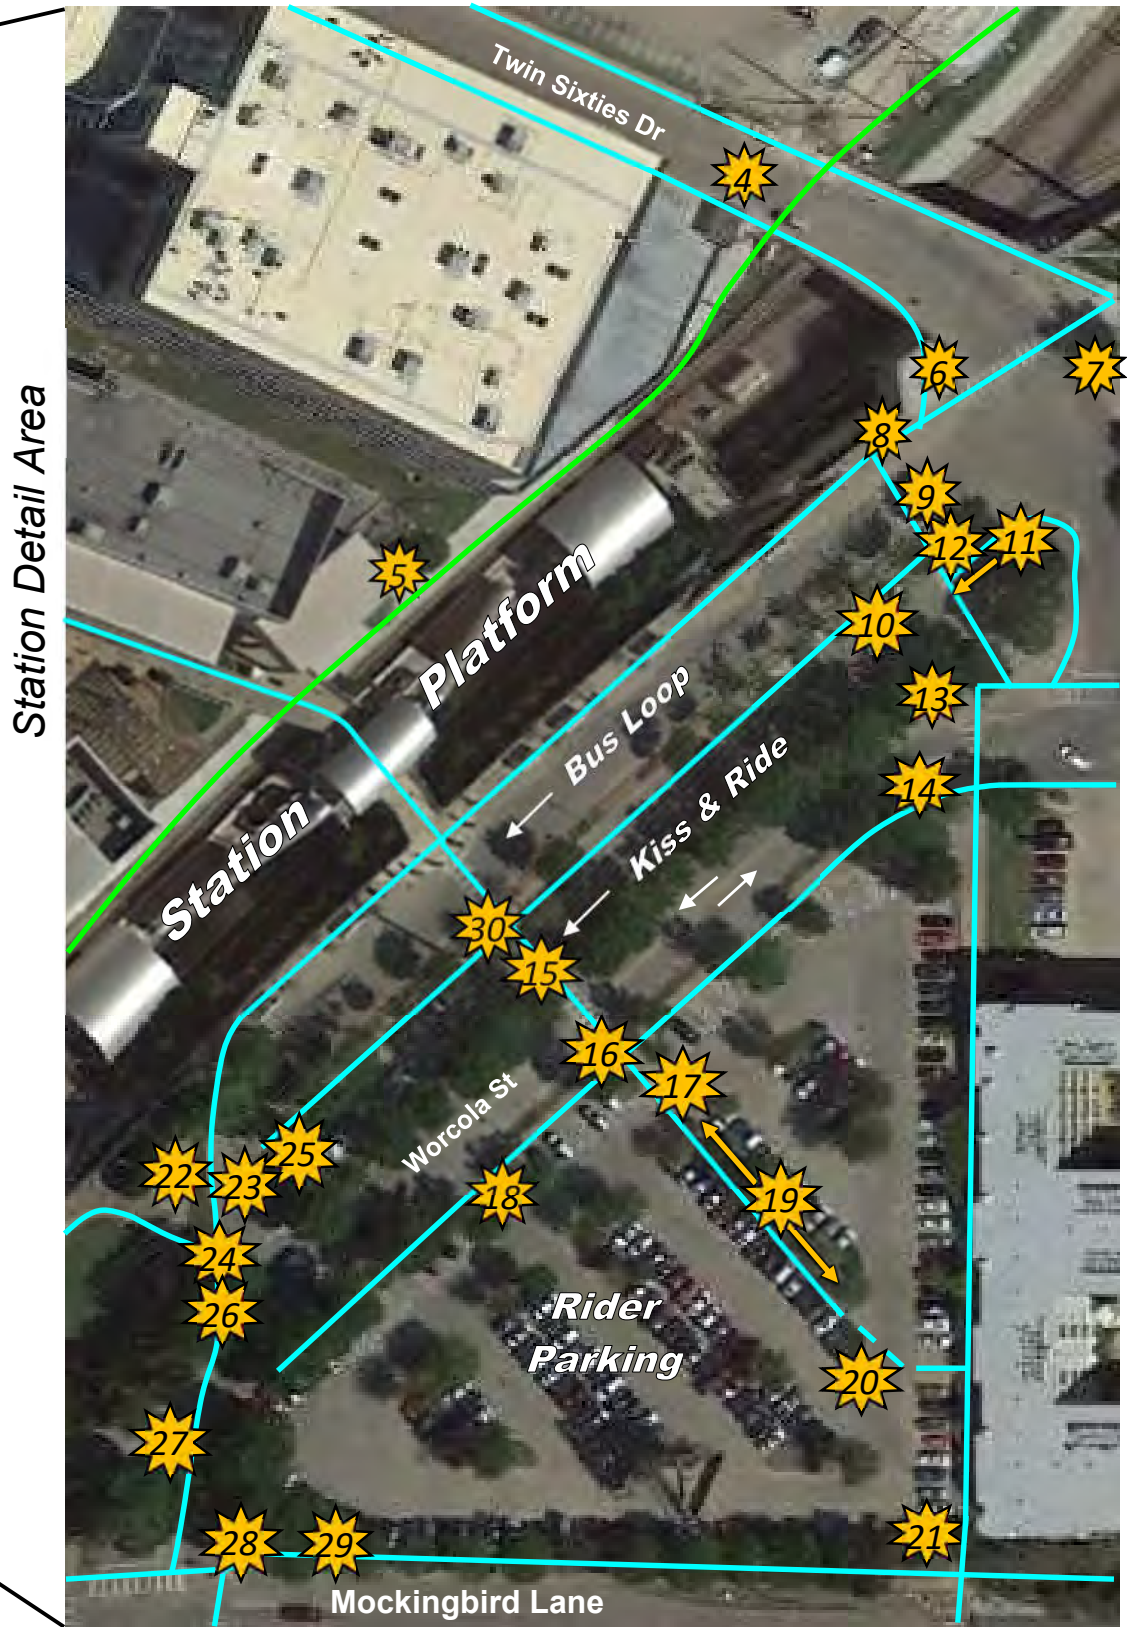 Station Detail Area
Twin Sixties Dr
4
6
7
8
9
12
11
5
10
Platform
13
Bus Loop
14
Kiss & Ride
Station
30
15
16
17
Worcola St
25
22
23
18
19
24
26
Rider
Parking
20
27
21
28
29
Mockingbird Lane